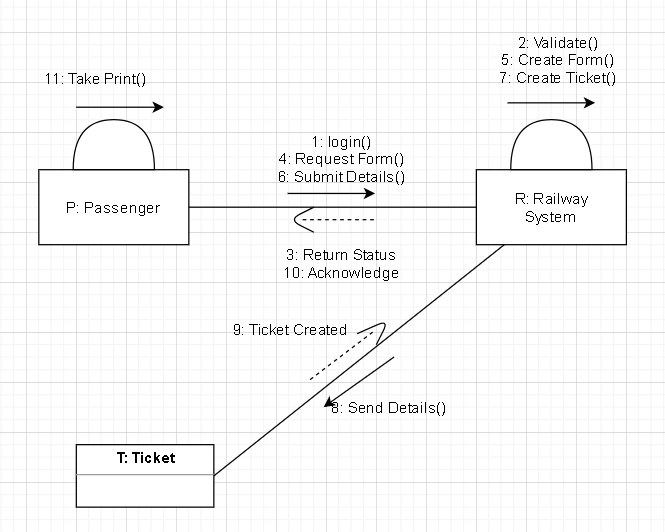 2: Validate()
5: Create Form()
7: Create Ticket()
11: Take Print()
1: login()
4: Request Form()
6: Submit Details()
P: Passenger
R: Railway
System
3: Return Status
10: Acknowledge
9: Ticket Created
8: Send Details()
T: Ticket